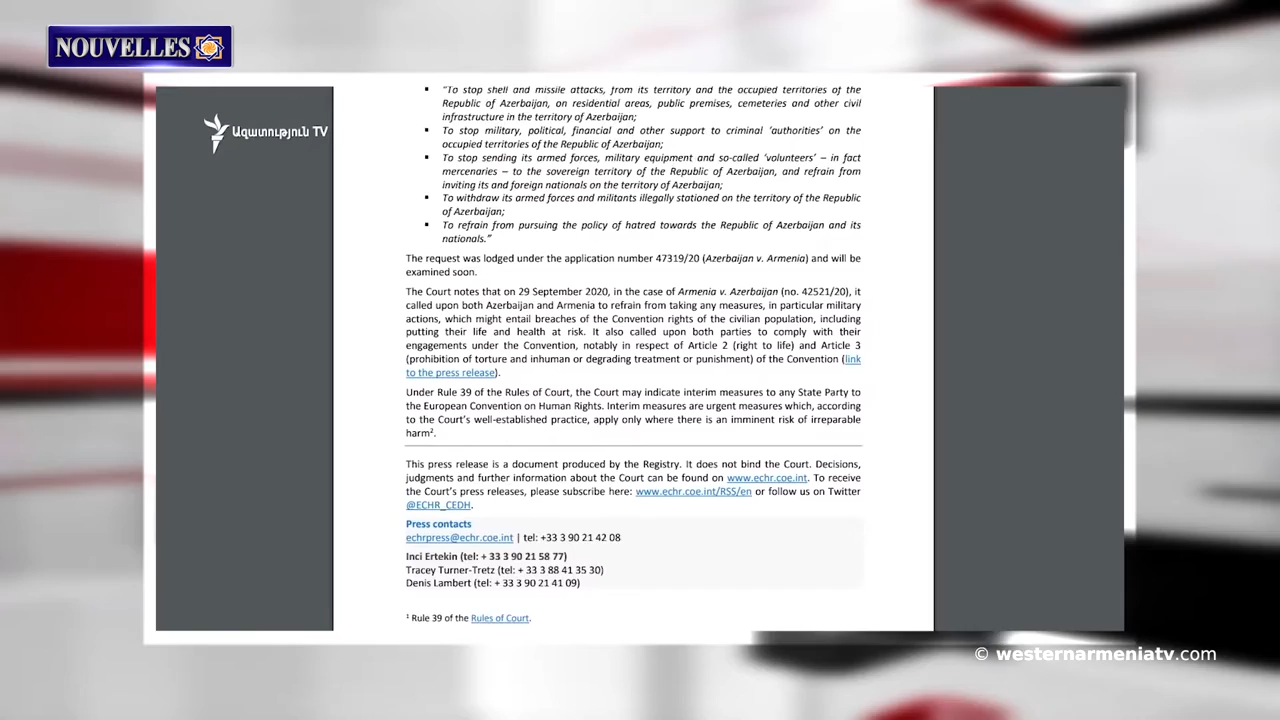 NOUVELLES
Ազատություն TV
▪ “To stop shell and missile attacks, from its territory and the occupied territories of the
Republic of Azerbaijan, on residential areas, public premises, cemeteries and other civil
infrastructure in the territory of Azerbaijan;
▪ To stop military, political, financial and other support to criminal ‘authorities’ on the
occupied territories of the Republic of Azerbaijan;
▪ To stop sending its armed forces, military equipment and so-called ‘volunteers’ – in fact
mercenaries – to the sovereign territory of the Republic of Azerbaijan, and refrain from
inviting its and foreign nationals on the territory of Azerbaijan;
▪ To withdraw its armed forces and militants illegally stationed on the territory of the Republic
of Azerbaijan;
▪ To refrain from pursuing the policy of hatred towards the Republic of Azerbaijan and its
nationals.”
The request was lodged under the application number 47319/20 (Azerbaijan v. Armenia) and will be
examined soon.
The Court notes that on 29 September 2020, in the case of Armenia v. Azerbaijan (no. 42521/20), it
called upon both Azerbaijan and Armenia to refrain from taking any measures, in particular military
actions, which might entail breaches of the Convention rights of the civilian population, including
putting their life and health at risk. It also called upon both parties to comply with their
engagements under the Convention, notably in respect of Article 2 (right to life) and Article 3
(prohibition of torture and inhuman or degrading treatment or punishment) of the Convention (link
to the press release).
Under Rule 39 of the Rules of Court, the Court may indicate interim measures to any State Party to
the European Convention on Human Rights. Interim measures are urgent measures which, according
to the Court’s well-established practice, apply only where there is an imminent risk of irreparable
harm².
This press release is a document produced by the Registry. It does not bind the Court. Decisions,
judgments and further information about the Court can be found on www.echr.coe.int. To receive
the Court’s press releases, please subscribe here: www.echr.coe.int/RSS/en or follow us on Twitter
@ECHR_CEDH.
Press contacts
echrpress@echr.coe.int | tel: +33 3 90 21 42 08
Inci Ertekin (tel: + 33 3 90 21 58 77)
Tracey Turner-Tretz (tel: + 33 3 88 41 35 30)
Denis Lambert (tel: + 33 3 90 21 41 09)
¹ Rule 39 of the Rules of Court.
© westernarmeniatv.com